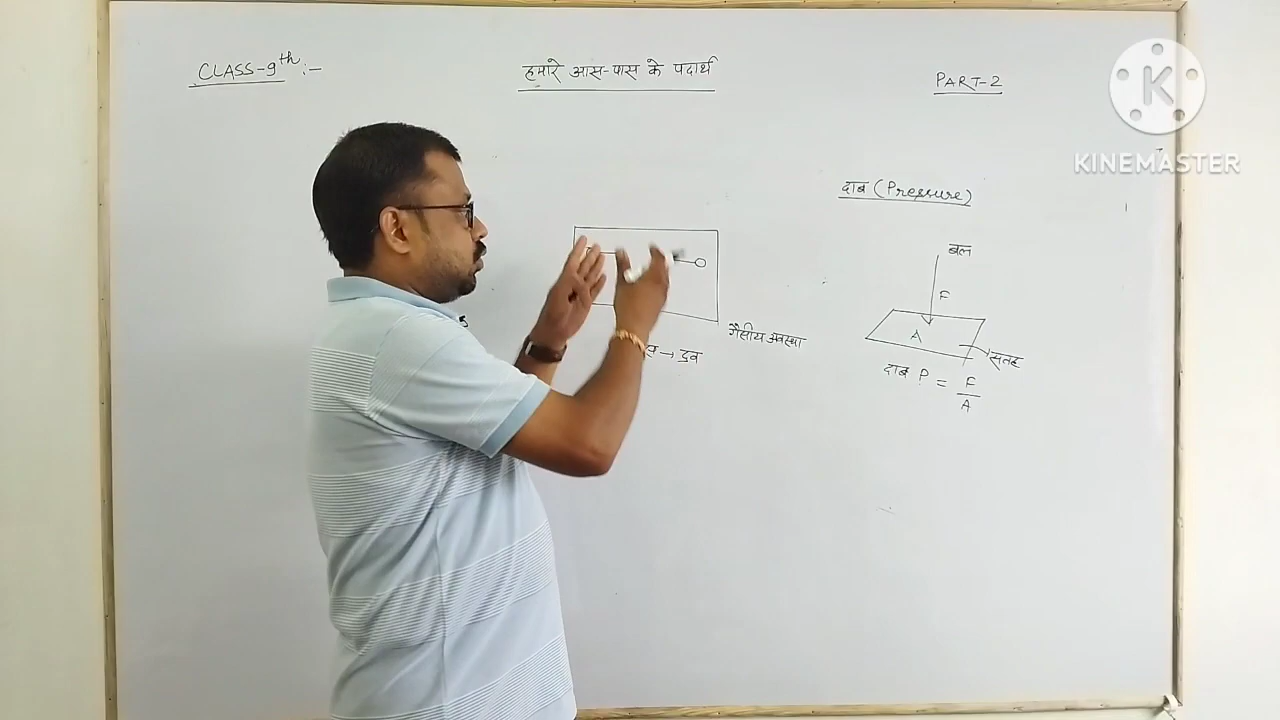 CLASS-9th :-
हमारे आस-पास के पदार्थ
PART-2
K
KINEMASTER
दाब (Pressure)
बल
F
A
सतह
गैसीय अवस्था
→ द्रव
दाब P = F/A